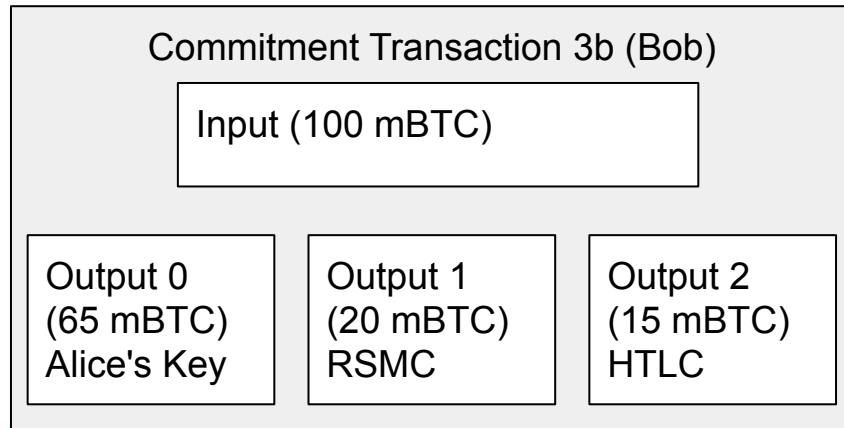 Commitment Transaction 3b (Bob)
Input (100 mBTC)
Output 0
(65 mBTC)
Alice's Key
Output 1
(20 mBTC)
RSMC
Output 2
(15 mBTC)
HTLC